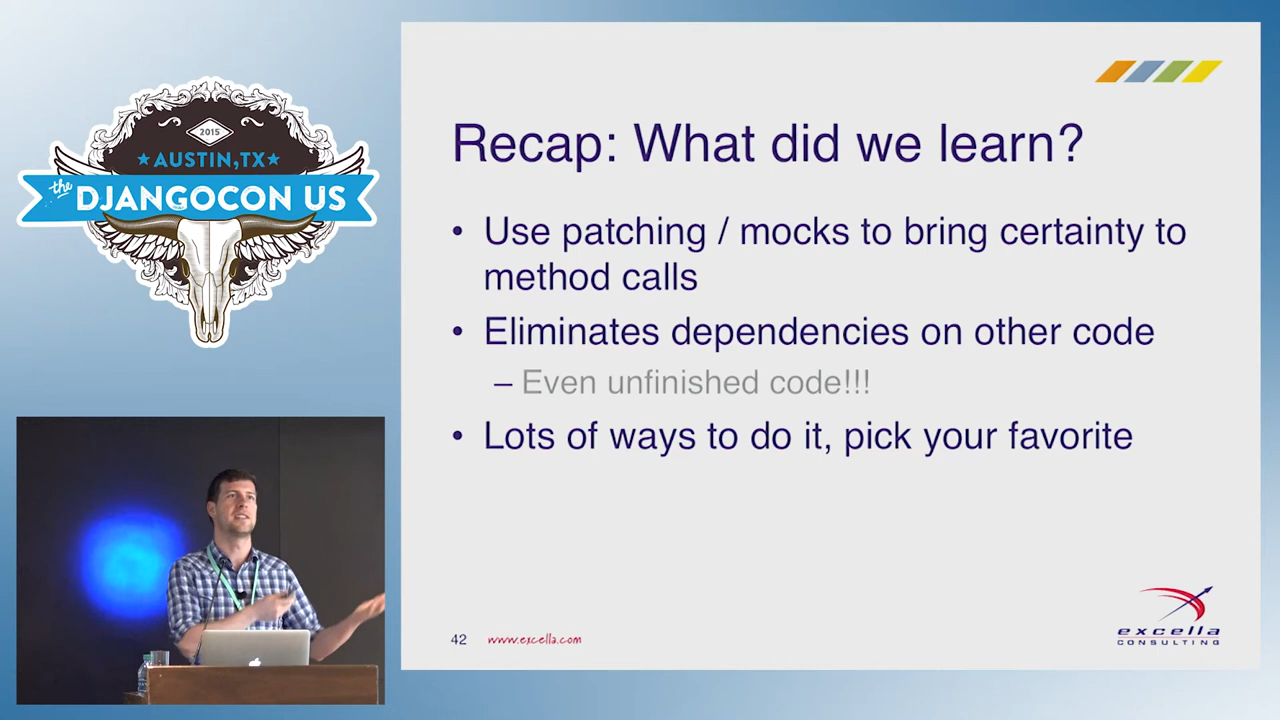 2015
AUSTIN,TX
the
DJANGOCON US
Recap: What did we learn?
• Use patching / mocks to bring certainty to
method calls
• Eliminates dependencies on other code
– Even unfinished code!!!
• Lots of ways to do it, pick your favorite
42 www.excella.com
excella
CONSULTING